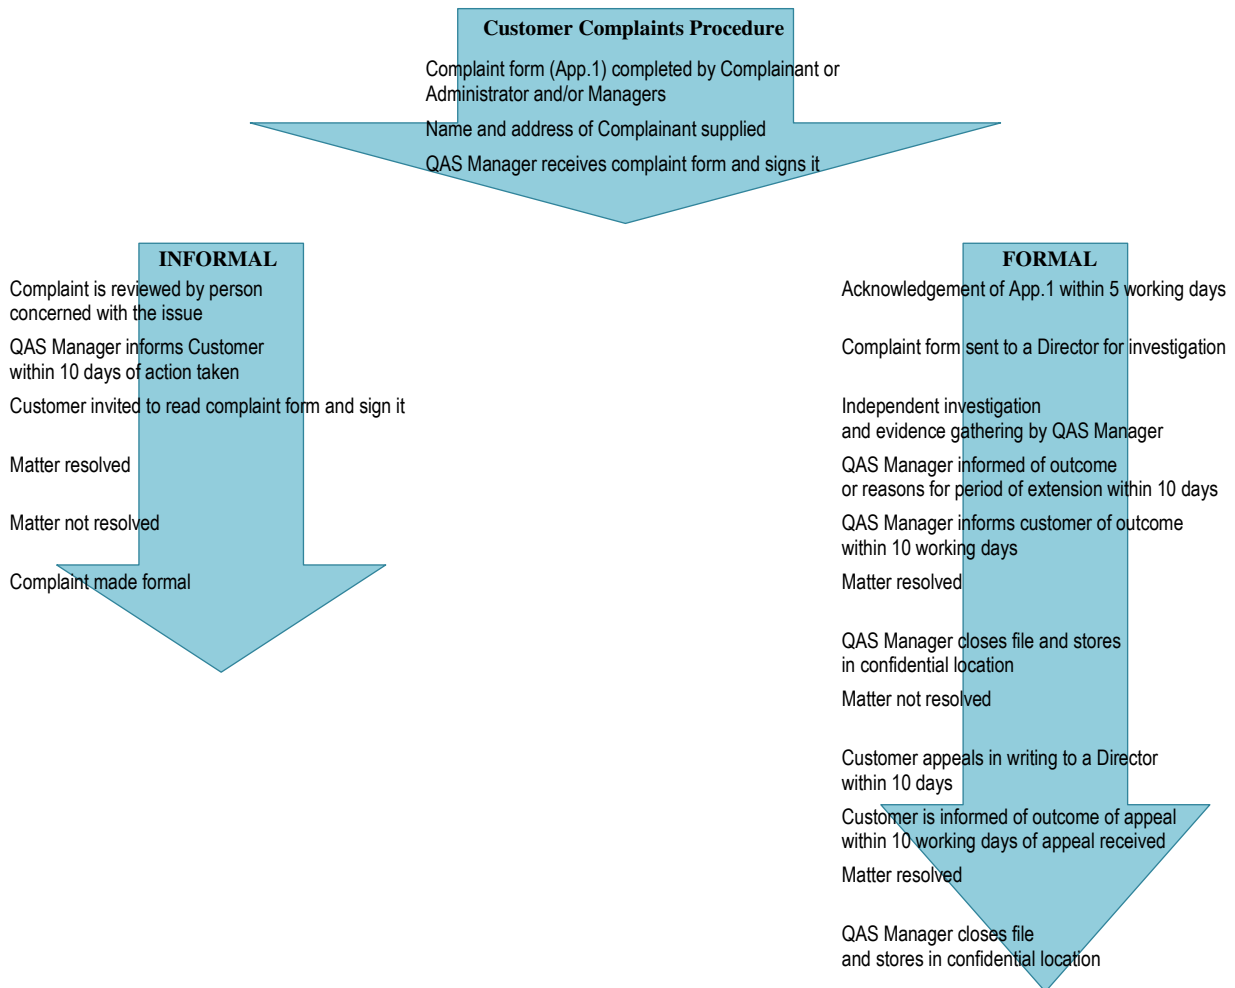 Customer Complaints Procedure
Complaint form (App.1) completed by Complainant or
Administrator and/or Managers
Name and address of Complainant supplied
QAS Manager receives complaint form and signs it
INFORMAL
Complaint is reviewed by person
concerned with the issue
QAS Manager informs Customer
within 10 days of action taken
Customer invited to read complaint form and sign it
Matter resolved
Matter not resolved
Complaint made formal
FORMAL
Acknowledgement of App.1 within 5 working days
Complaint form sent to a Director for investigation
Independent investigation
and evidence gathering by QAS Manager
QAS Manager informed of outcome
or reasons for period of extension within 10 days
QAS Manager informs customer of outcome
within 10 working days
Matter resolved
QAS Manager closes file and stores
in confidential location
Matter not resolved
Customer appeals in writing to a Director
within 10 days
Customer is informed of outcome of appeal
within 10 working days of appeal received
Matter resolved
QAS Manager closes file
and stores in confidential location